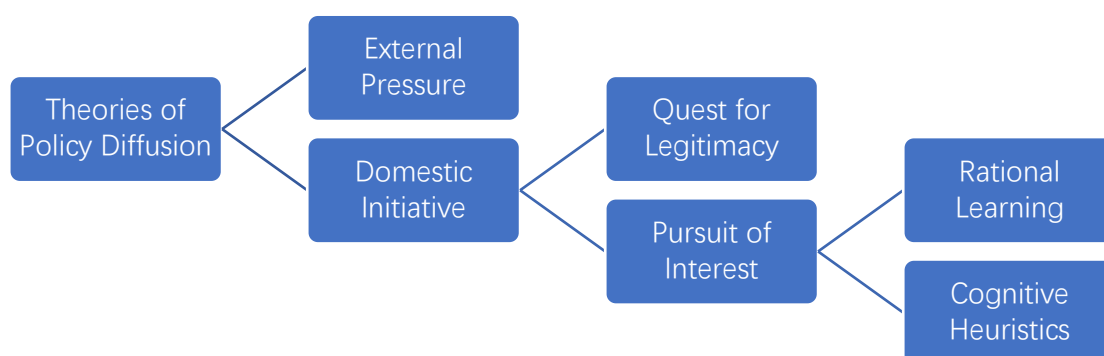 Theories of
Policy Diffusion
External
Pressure
Domestic
Initiative
Quest for
Legitimacy
Pursuit of
Interest
Rational
Learning
Cognitive
Heuristics